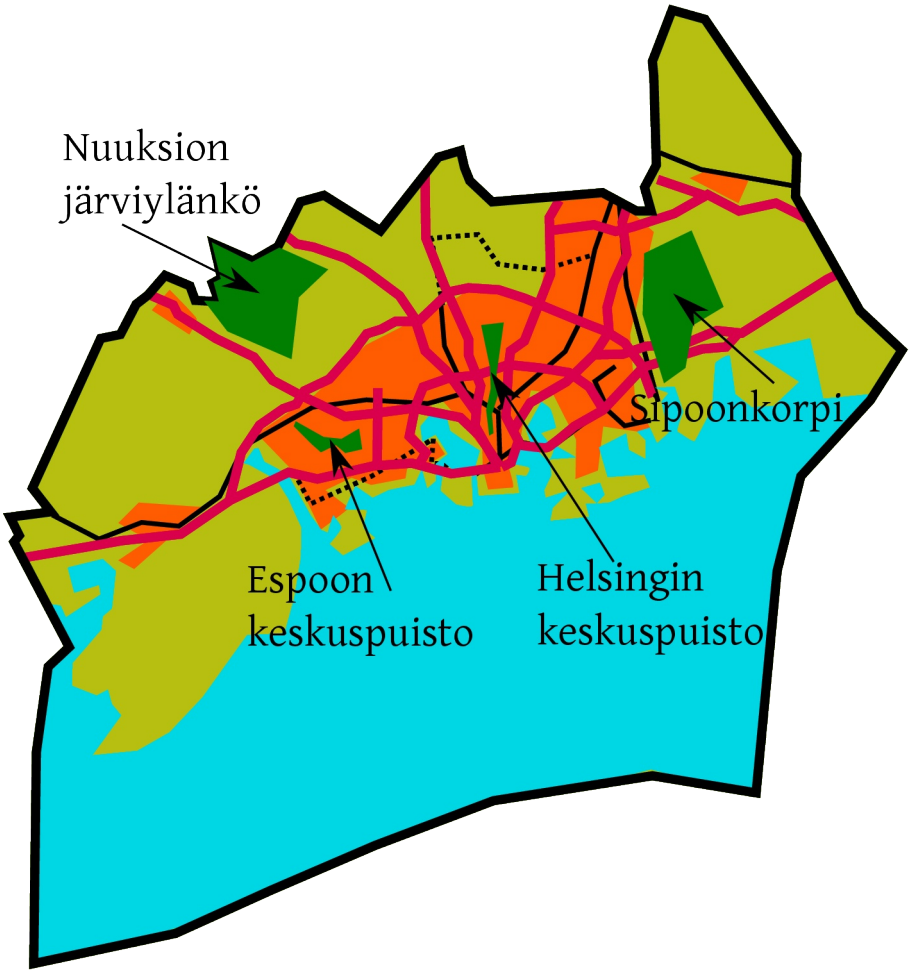 Nuuksion
järviylänkö
Sipoonkorpi
Espoon
keskuspuisto
Helsingin
keskuspuisto